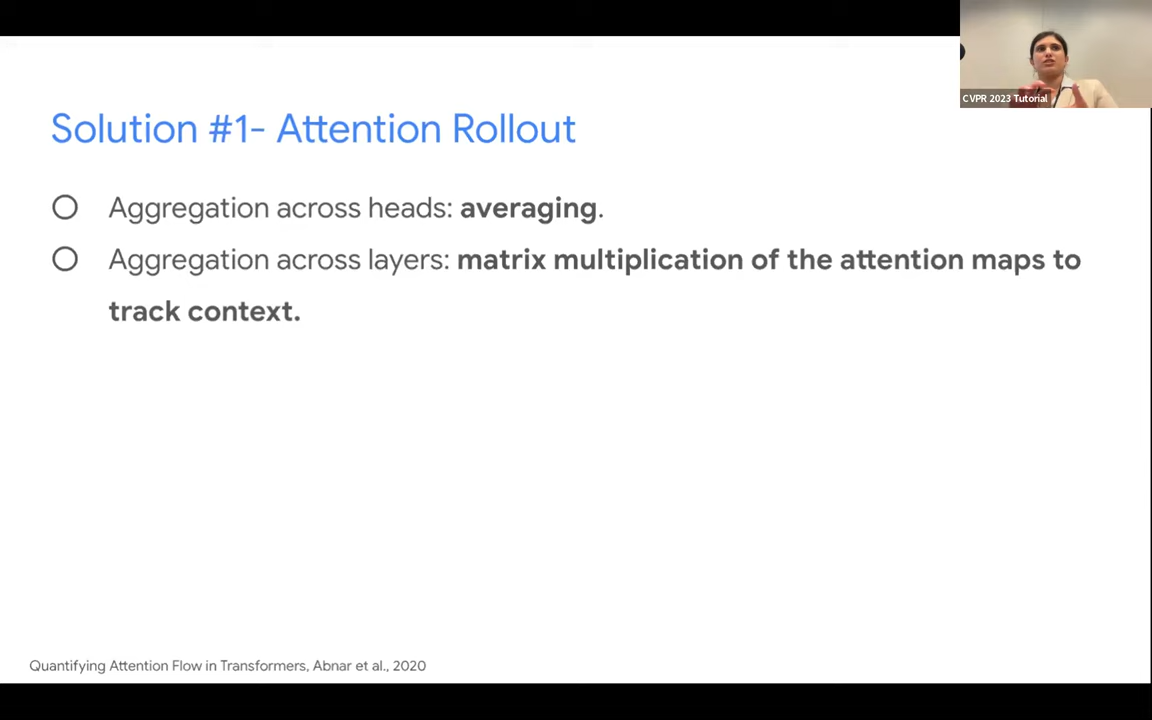 CVPR 2023 Tutorial
Solution #1- Attention Rollout
Aggregation across heads: averaging.
Aggregation across layers: matrix multiplication of the attention maps to
track context.
Quantifying Attention Flow in Transformers, Abnar et al., 2020